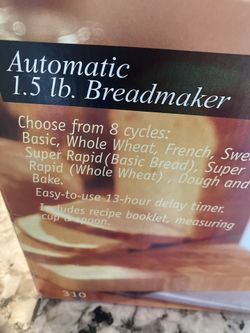 Automatic
1.5 lb. Breadmaker
Choose from 8 cycles:
Basic, Whole Wheat, French,
Super Rapid (Basic Bread), Super
Rapid (Whole Wheat) , Dough and
Bake.
Easy-to-use 13-hour delay timer.
Includes recipe booklet, measuring
cup & spoon.
310